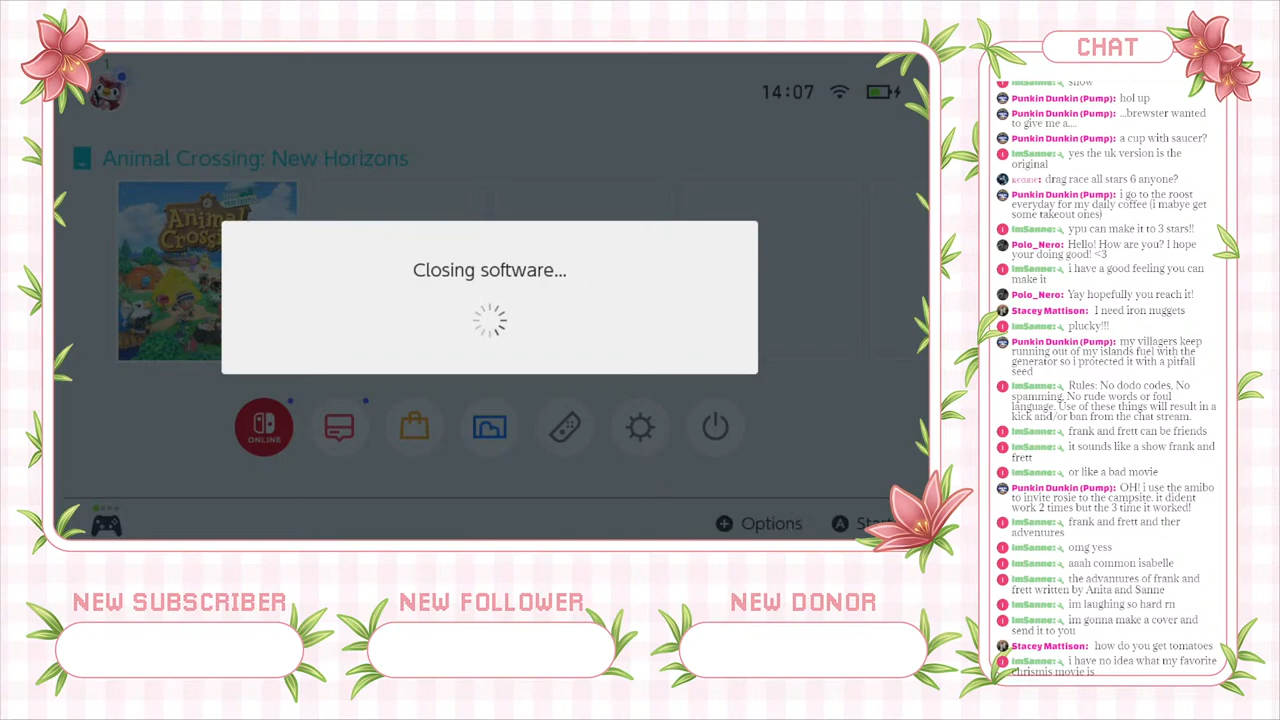 1
14:07
Animal Crossing: New Horizons
Animal
Crossing
Closing software...
ONLINE
Options
NEW SUBSCRIBER
NEW FOLLOWER
NEW DONOR
CHAT
ImSanne: show
Punkin Dunkin (Pump): hol up
Punkin Dunkin (Pump): ...brewster wanted
to give me a....
Punkin Dunkin (Pump): a cup with saucer?
ImSanne: yes the uk version is the
original
drag race all stars 6 anyone?
Punkin Dunkin (Pump): i go to the roost
everyday for my daily coffee (i mabye get
some takeout ones)
ImSanne: ypu can make it to 3 stars!!
Polo_Nero: Hello! How are you? I hope
your doing good! <3
ImSanne: i have a good feeling you can
make it
Polo_Nero: Yay hopefully you reach it!
Stacey Mattison: I need iron nuggets
ImSanne: plucky!!!
Punkin Dunkin (Pump): my villagers keep
running out of my islands fuel with the
generator so i protected it with a pitfall
seed
ImSanne: Rules: No dodo codes, No
spamming, No rude words or foul
language. Use of these things will result in a
kick and/or ban from the chat stream.
ImSanne: frank and frett can be friends
ImSanne: it sounds like a show frank and
frett
ImSanne: or like a bad movie
Punkin Dunkin (Pump): OH! i use the amibo
to invite rosie to the campsite. it dident
work 2 times but the 3 time it worked!
ImSanne: frank and frett and ther
adventures
ImSanne: omg yess
ImSanne: aaah common isabelle
ImSanne: the advantures of frank and
frett written by Anita and Sanne
ImSanne: im laughing so hard rn
ImSanne: im gonna make a cover and
send it to you
Stacey Mattison: how do you get tomatoes
ImSanne: i have no idea what my favorite
chrismis movie is